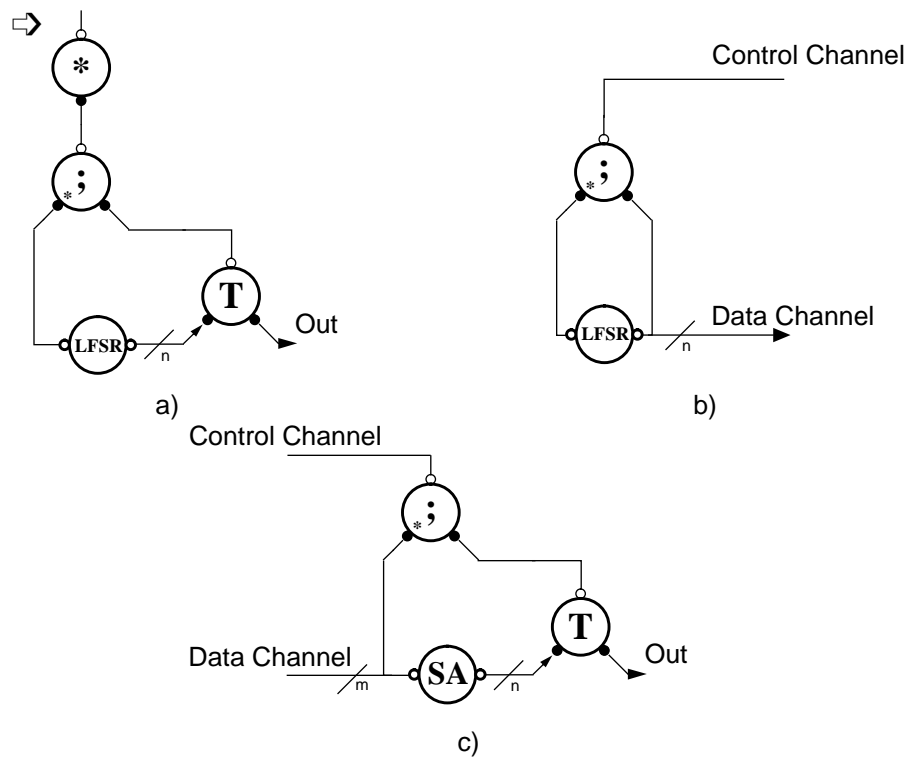 *
;
*
T
LFSR
n
Out
a)
Control Channel
;
*
LFSR
n
Data Channel
b)
Control Channel
;
*
T
Data Channel
m
SA
n
Out
c)